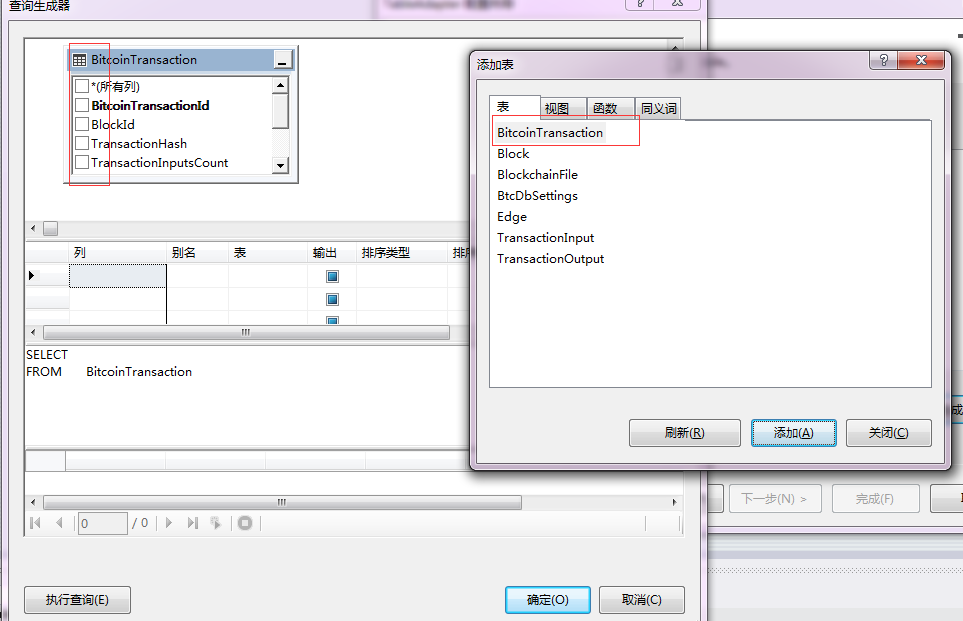 查询生成器
BitcoinTransaction
*(所有列)
BitcoinTransactionId
BlockId
TransactionHash
TransactionInputsCount
列 别名 表 输出 排序类型
SELECT
FROM BitcoinTransaction
0 / 0
执行查询(E) 确定(O) 取消(C)
添加表
表 视图 函数 同义词
BitcoinTransaction
Block
BlockchainFile
BtcDbSettings
Edge
TransactionInput
TransactionOutput
刷新(R) 添加(A) 关闭(C)
下一步(N) > 完成(F)